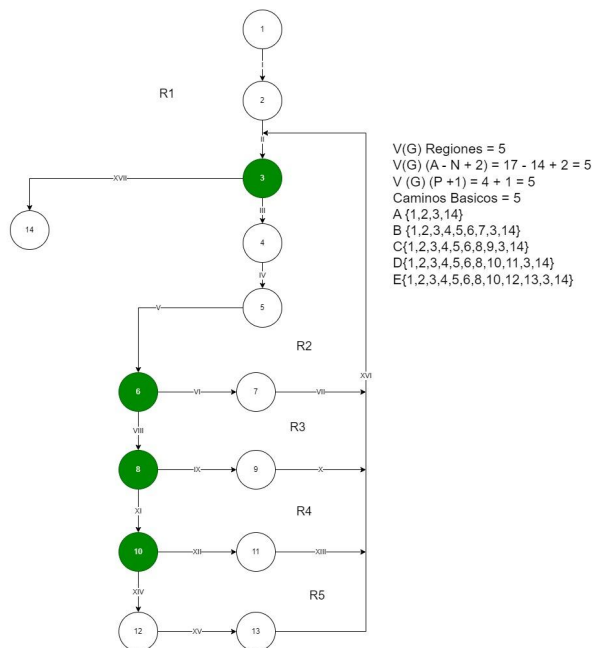 1
I
R1
2
II
3
XVII
III
14
4
IV
5
V
R2
XVI
6
VI
7
VII
R3
VIII
8
IX
9
X
R4
XI
10
XII
11
XIII
R5
XIV
12
XV
13
V(G) Regiones = 5
V(G) (A - N + 2) = 17 - 14 + 2 = 5
V (G) (P +1) = 4 + 1 = 5
Caminos Basicos = 5
A {1,2,3,14}
B {1,2,3,4,5,6,7,3,14}
C{1,2,3,4,5,6,8,9,3,14}
D{1,2,3,4,5,6,8,10,11,3,14}
E{1,2,3,4,5,6,8,10,12,13,3,14}